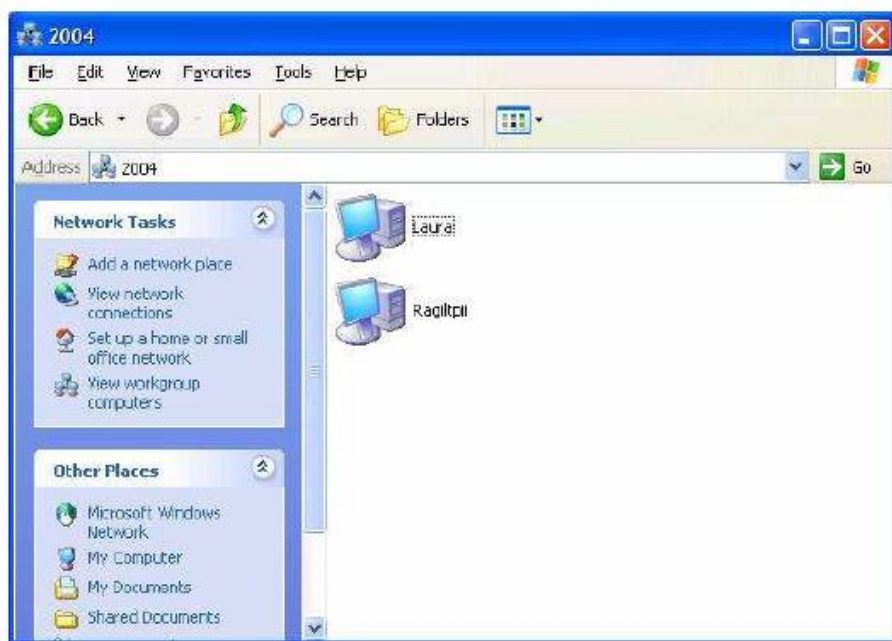 2004
File Edit View Favorites Tools Help
Back Search Folders
Address 2004 Go
Network Tasks
Add a network place
View network
connections
Set up a home or small
office network
View workgroup
computers
Other Places
Microsoft Windows
Network
My Computer
My Documents
Shared Documents
Laura
Ragiltpii